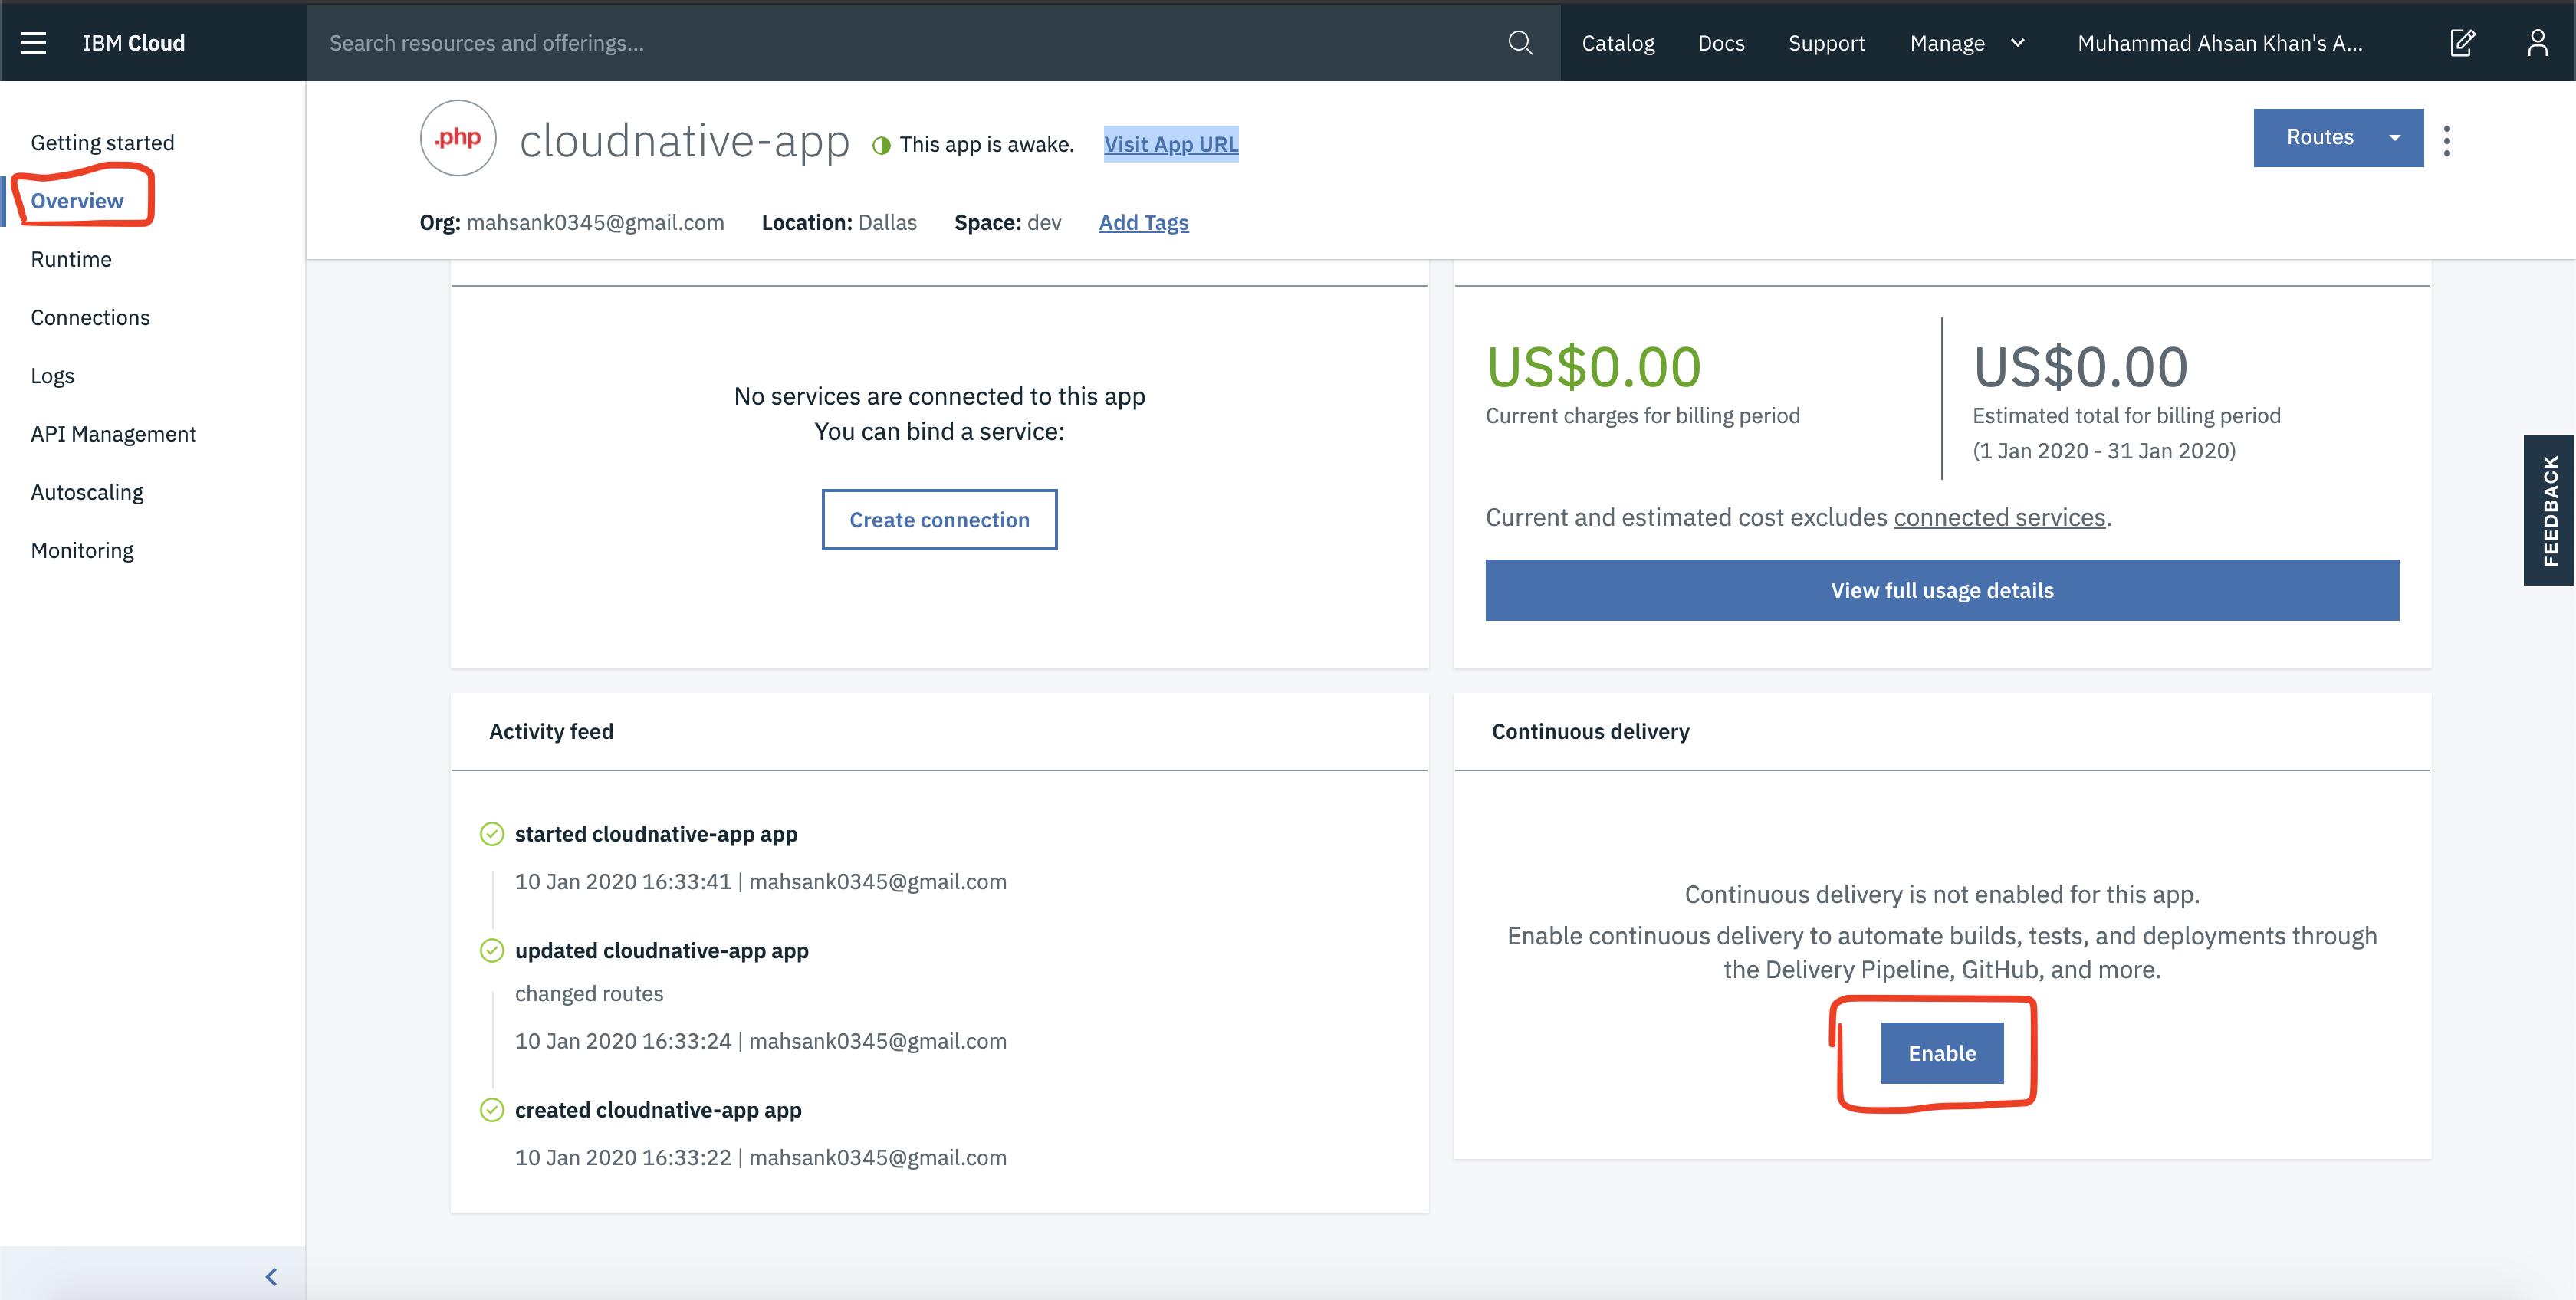 IBM Cloud
Search resources and offerings...
Catalog
Docs
Support
Manage
Muhammad Ahsan Khan's A...
Getting started
Overview
Runtime
Connections
Logs
API Management
Autoscaling
Monitoring
.php
cloudnative-app
This app is awake.
Visit App URL
Routes
Org: mahsank0345@gmail.com
Location: Dallas
Space: dev
Add Tags
No services are connected to this app
You can bind a service:
Create connection
US$0.00
Current charges for billing period
US$0.00
Estimated total for billing period
(1 Jan 2020 - 31 Jan 2020)
Current and estimated cost excludes connected services.
View full usage details
FEEDBACK
Activity feed
started cloudnative-app app
10 Jan 2020 16:33:41 | mahsank0345@gmail.com
updated cloudnative-app app
changed routes
10 Jan 2020 16:33:24 | mahsank0345@gmail.com
created cloudnative-app app
10 Jan 2020 16:33:22 | mahsank0345@gmail.com
Continuous delivery
Continuous delivery is not enabled for this app.
Enable continuous delivery to automate builds, tests, and deployments through
the Delivery Pipeline, GitHub, and more.
Enable